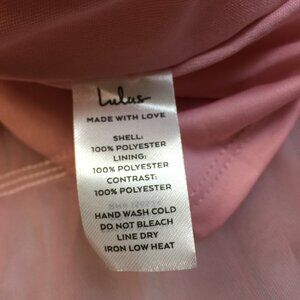 Lulus
MADE WITH LOVE
SHELL:
100% POLYESTER
LINING:
100% POLYESTER
CONTRAST:
100% POLYESTER
HAND WASH COLD
DO NOT BLEACH
LINE DRY
IRON LOW HEAT